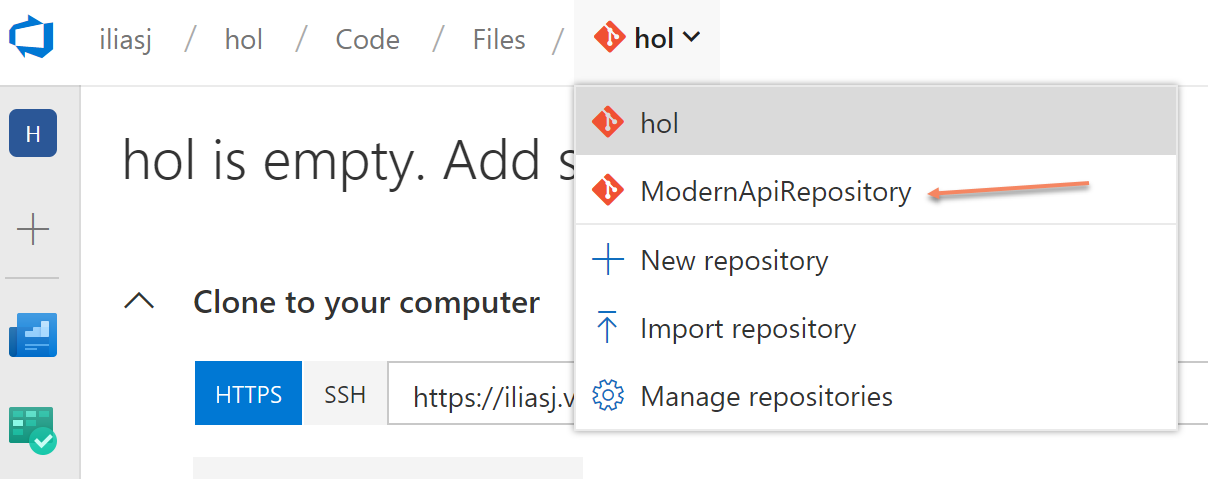 iliasj / hol / Code / Files / hol
H
hol
hol is empty. Add s
ModernApiRepository
New repository
Clone to your computer
Import repository
HTTPS SSH https://iliasj.v
Manage repositories